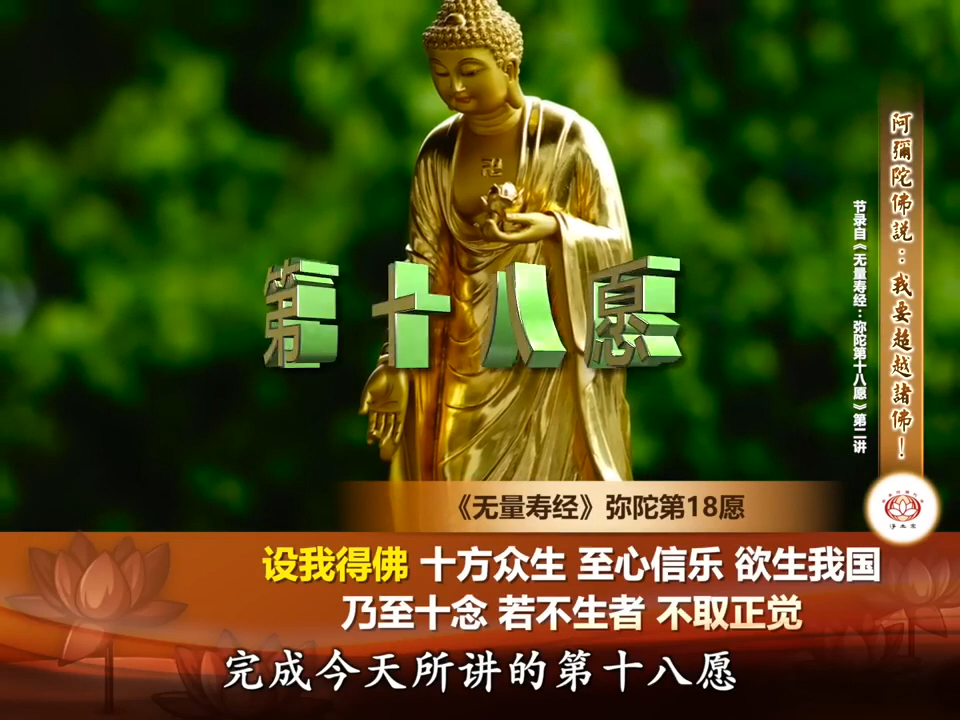 阿彌陀佛説：我要超越諸佛！
节录自《无量寿经：弥陀第十八愿》第二讲
第十八愿
《无量寿经》弥陀第18愿
设我得佛 十方众生 至心信乐 欲生我国
乃至十念 若不生者 不取正觉
完成今天所讲的第十八愿
净土宗